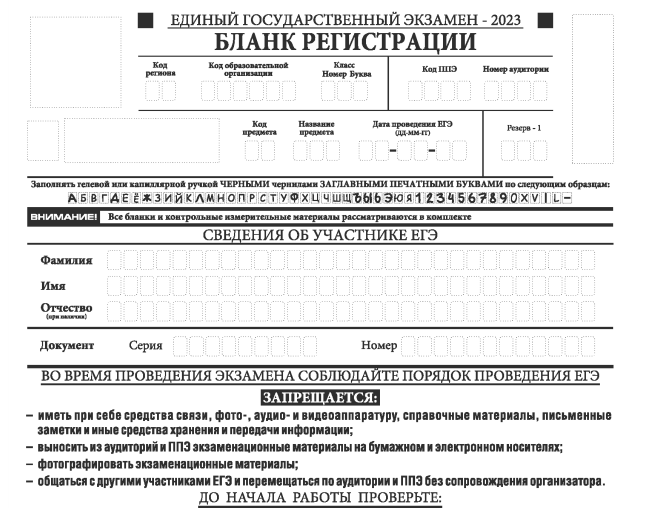 ЕДИНЫЙ ГОСУДАРСТВЕННЫЙ ЭКЗАМЕН - 2023
БЛАНК РЕГИСТРАЦИИ
Код региона
Код образовательной организации
Класс
Номер Буква
Код ППЭ
Номер аудитории
Код предмета
Название предмета
Дата проведения ЕГЭ
(ДД-ММ-ГГ)
Резерв - 1
Заполнять гелевой или капиллярной ручкой ЧЕРНЫМИ чернилами ЗАГЛАВНЫМИ ПЕЧАТНЫМИ БУКВАМИ по следующим образцам:
АБВГДЕЁЖЗИЙКЛМНОПРСТУФХЦЧШЩЪЫЬЭЮЯ1234567890XVIL-
ВНИМАНИЕ! Все бланки и контрольные измерительные материалы рассматриваются в комплекте
СВЕДЕНИЯ ОБ УЧАСТНИКЕ ЕГЭ
Фамилия
Имя
Отчество
(при наличии)
Документ Серия Номер
ВО ВРЕМЯ ПРОВЕДЕНИЯ ЭКЗАМЕНА СОБЛЮДАЙТЕ ПОРЯДОК ПРОВЕДЕНИЯ ЕГЭ
ЗАПРЕЩАЕТСЯ:
– иметь при себе средства связи, фото-, аудио- и видеоаппаратуру, справочные материалы, письменные
заметки и иные средства хранения и передачи информации;
– выносить из аудиторий и ППЭ экзаменационные материалы на бумажном и электронном носителях;
– фотографировать экзаменационные материалы;
– общаться с другими участниками ЕГЭ и перемещаться по аудитории и ППЭ без сопровождения организатора.
ДО НАЧАЛА РАБОТЫ ПРОВЕРЬТЕ: